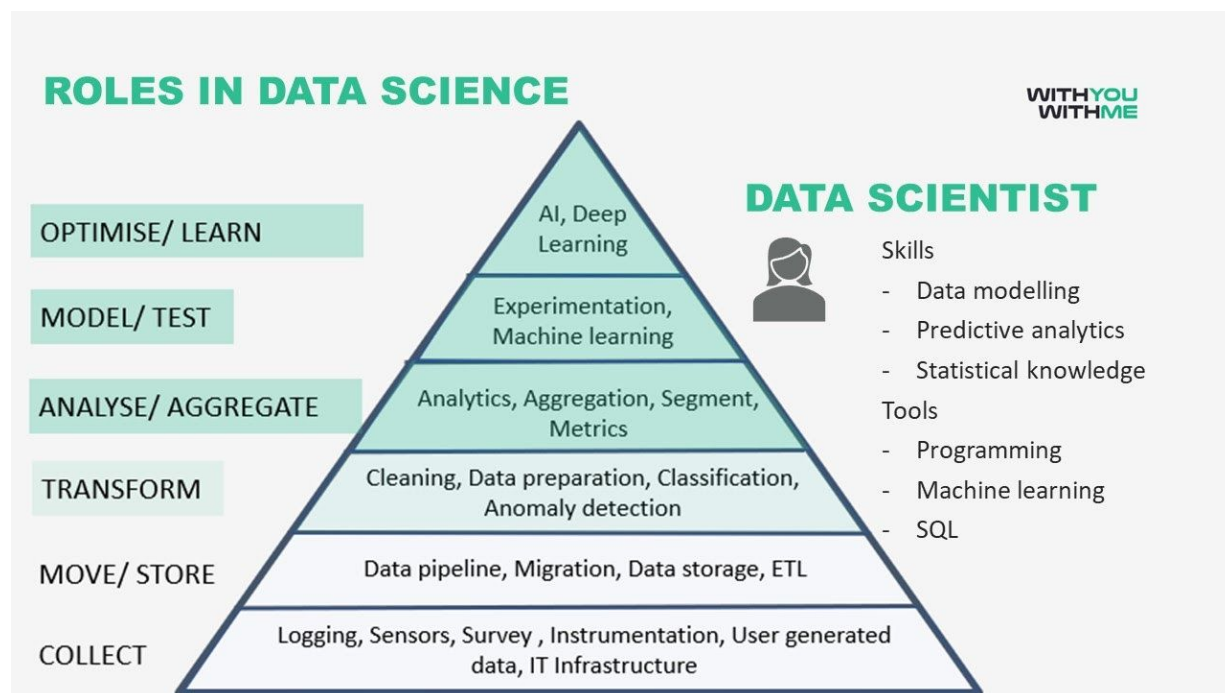 ROLES IN DATA SCIENCE
WITHYOU
WITHME
DATA SCIENTIST
OPTIMISE/ LEARN
AI, Deep
Learning
MODEL/ TEST
Experimentation,
Machine learning
ANALYSE/ AGGREGATE
Analytics, Aggregation, Segment,
Metrics
TRANSFORM
Cleaning, Data preparation, Classification,
Anomaly detection
MOVE/ STORE
Data pipeline, Migration, Data storage, ETL
COLLECT
Logging, Sensors, Survey , Instrumentation, User generated
data, IT Infrastructure
Skills
- Data modelling
- Predictive analytics
- Statistical knowledge
Tools
- Programming
- Machine learning
- SQL